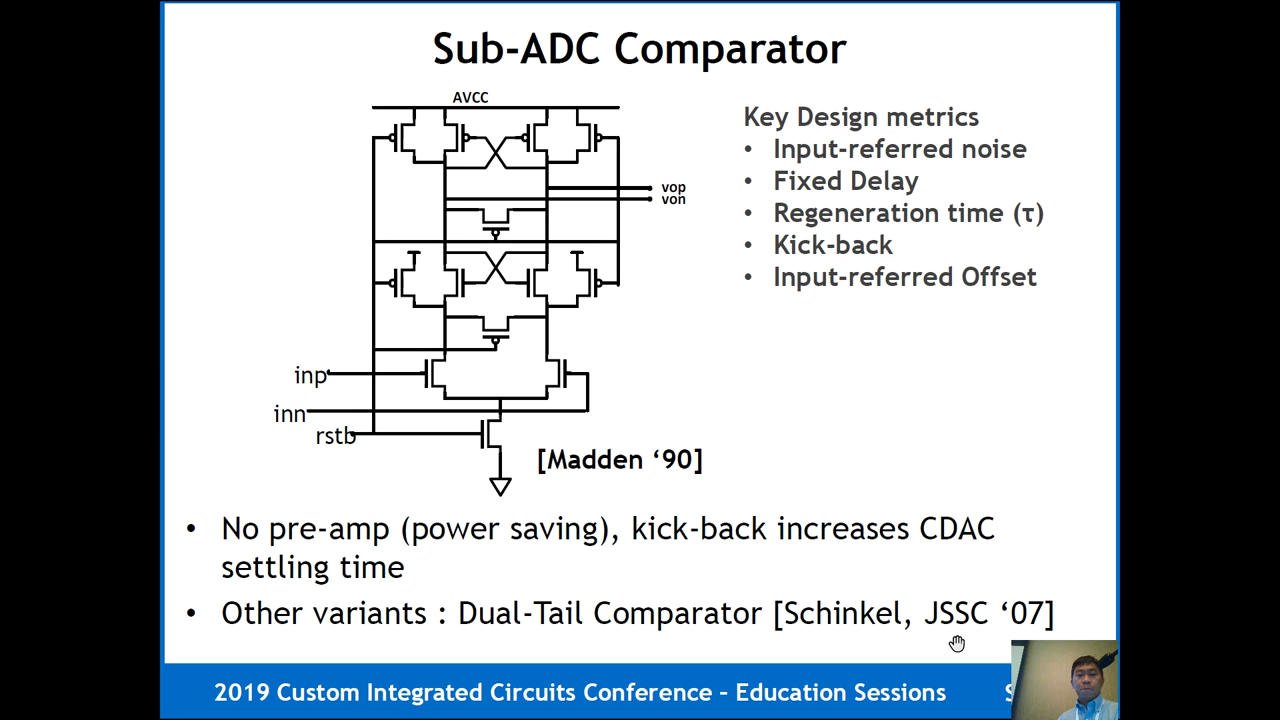 Sub-ADC Comparator
AVCC
vop
von
inp
inn
rstb
[Madden ‘90]
Key Design metrics
• Input-referred noise
• Fixed Delay
• Regeneration time (τ)
• Kick-back
• Input-referred Offset
• No pre-amp (power saving), kick-back increases CDAC
settling time
• Other variants : Dual-Tail Comparator [Schinkel, JSSC ‘07]
2019 Custom Integrated Circuits Conference – Education Sessions